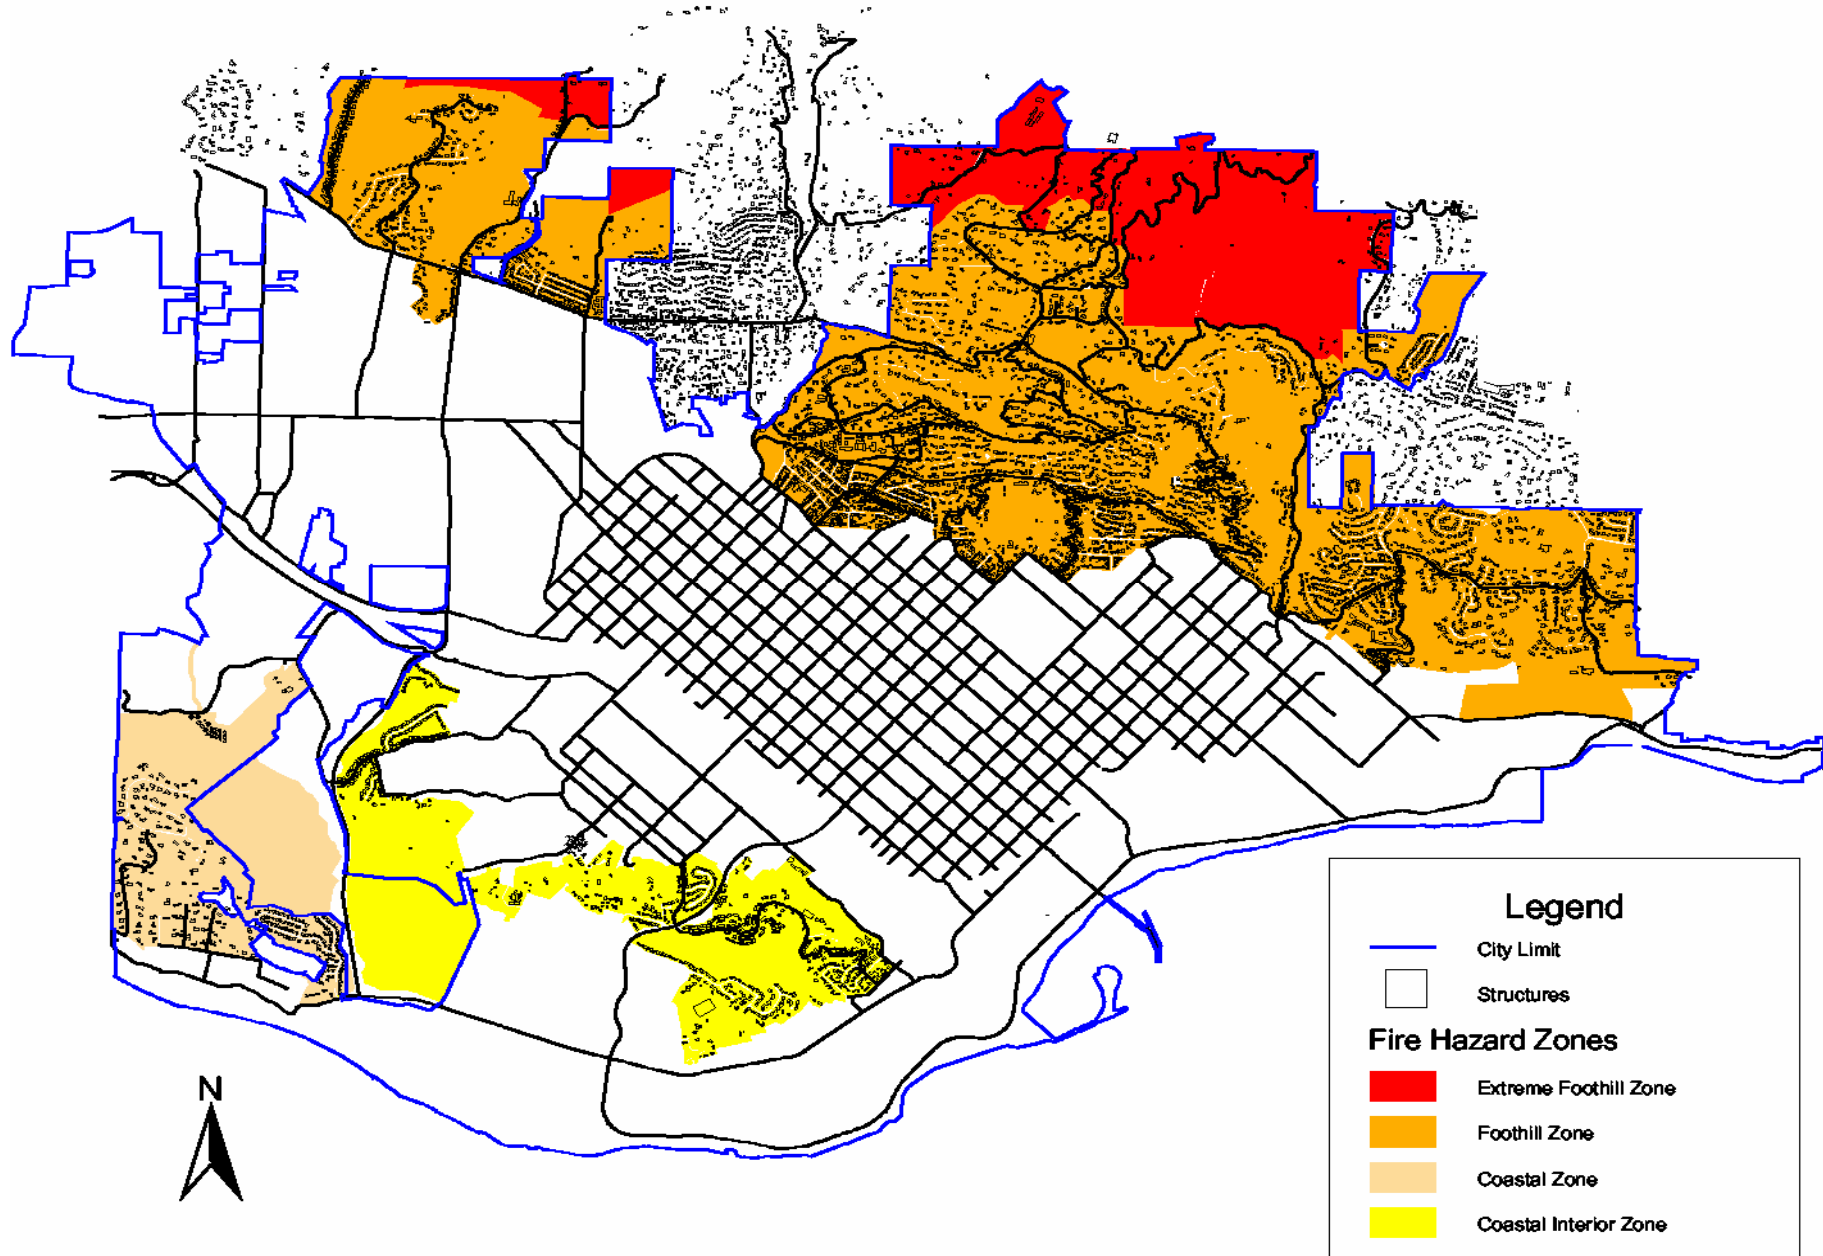 Legend
City Limit
Structures
Fire Hazard Zones
Extreme Foothill Zone
Foothill Zone
Coastal Zone
Coastal Interior Zone
N